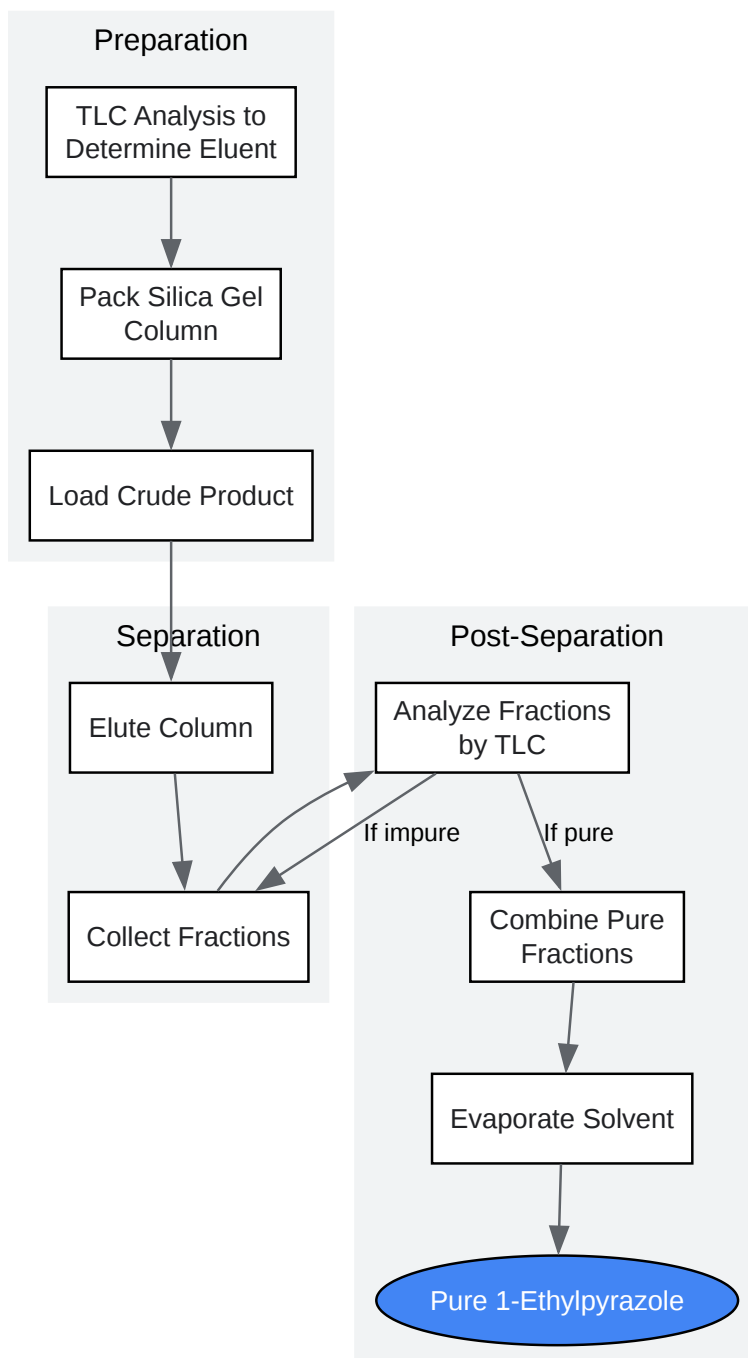 Preparation
TLC Analysis to
Determine Eluent
Pack Silica Gel
Column
Load Crude Product
Separation
Elute Column
Collect Fractions
Post-Separation
Analyze Fractions
by TLC
If impure
If pure
Combine Pure
Fractions
Evaporate Solvent
Pure 1-Ethylpyrazole